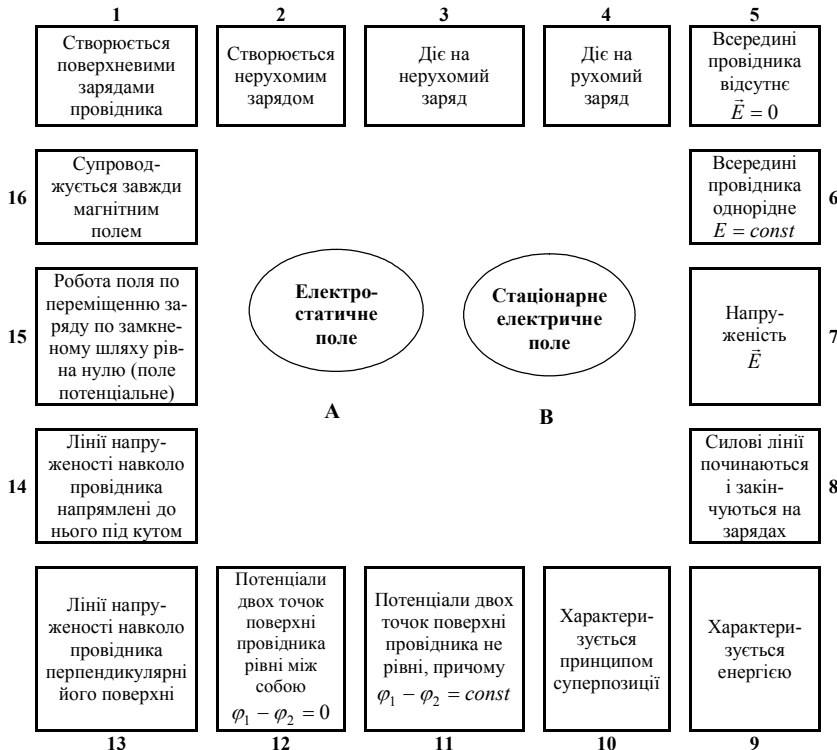 1
2
3
4
5
Створюється
поверхневими
зарядами
провідника
Створюється
нерухомим
зарядом
Діє на
нерухомий
заряд
Діє на
рухомий
заряд
Всередині
провідника
відсутнє
E⃗ = 0
16
Супровод-
жується завжди
магнітним
полем
Всередині
провідника
однорідне
E = const
6
15
Робота поля по
переміщенню за-
ряду по замкне-
ному шляху рів-
на нулю (поле
потенціальне)
Електро-
статичне
поле
A
Стаціонарне
електричне
поле
B
Напру-
женість
E⃗
7
14
Лінії напру-
женості навколо
провідника
напрямлені до
нього під кутом
Силові лінії
починаються
і закін-
чуються на
зарядах
8
Лінії напру-
женості навколо
провідника
перпендикулярні
його поверхні
Потенціали
двох точок
поверхні
провідника
рівні між
собою
φ₁ − φ₂ = 0
Потенціали двох
точок поверхні
провідника не
рівні, причому
φ₁ − φ₂ = const
Характери-
зується
принципом
суперпозиції
Характери-
зується
енергією
13
12
11
10
9